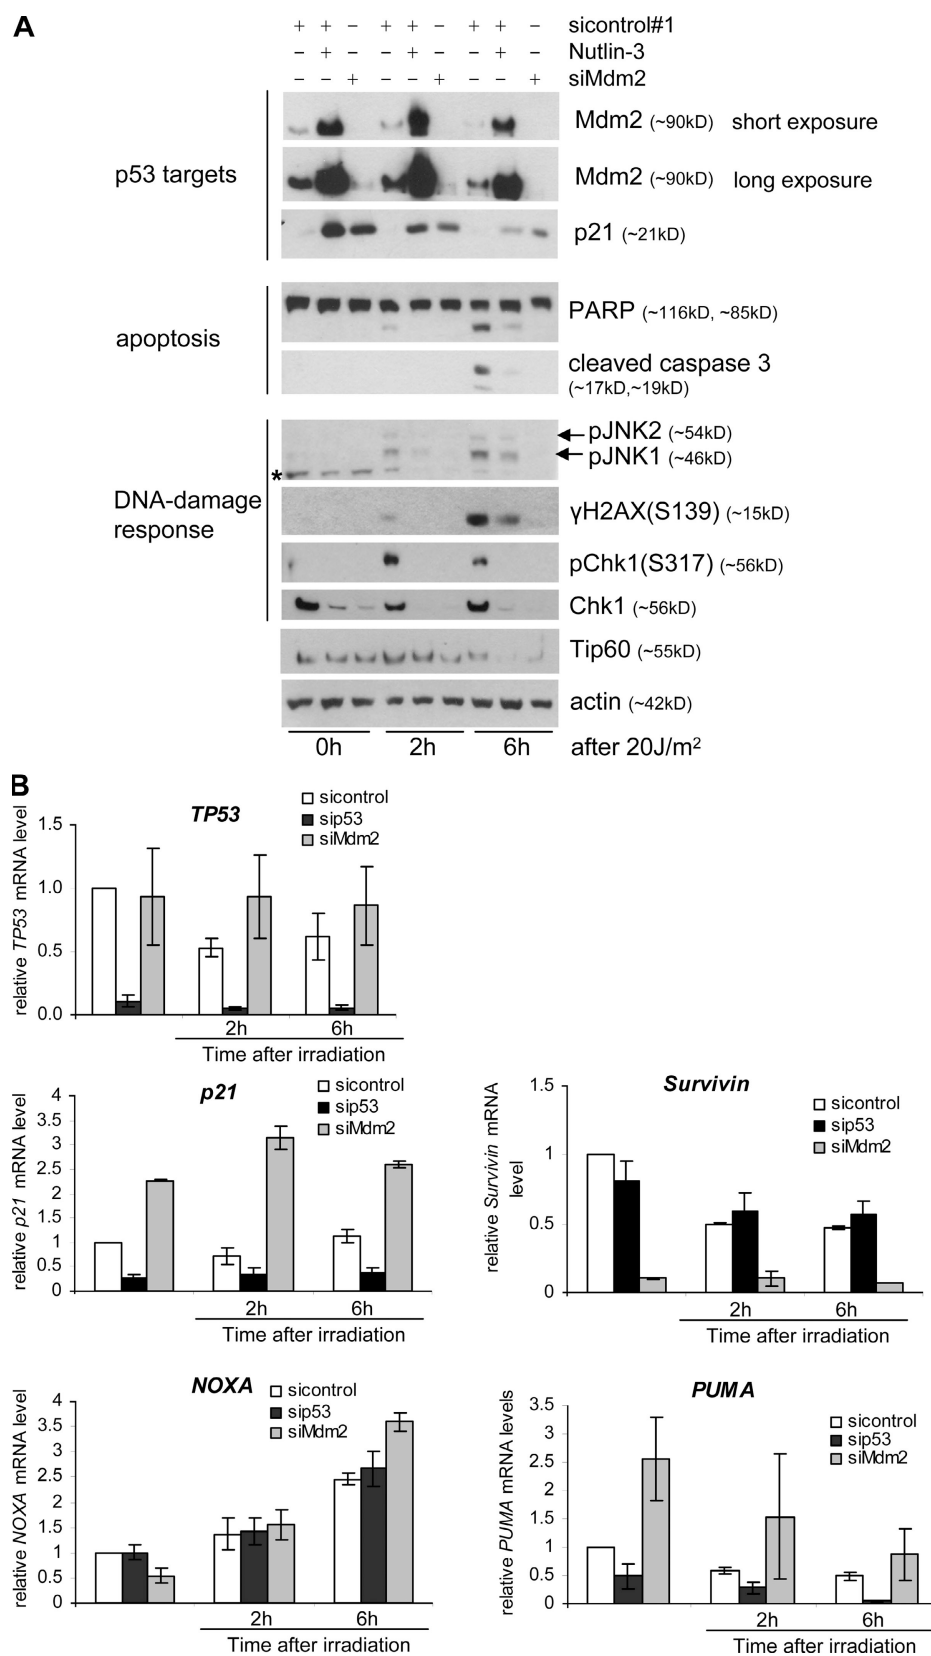 A
+ + − + + − + + − sicontrol#1
− + − − + − − + − Nutlin-3
− − + − − + − − + siMdm2
Mdm2 (~90kD) short exposure
p53 targets
Mdm2 (~90kD) long exposure
p21 (~21kD)
PARP (~116kD, ~85kD)
apoptosis
cleaved caspase 3
(~17kD,~19kD)
pJNK2 (~54kD)
pJNK1 (~46kD)
*
DNA-damage
response
γH2AX(S139) (~15kD)
pChk1(S317) (~56kD)
Chk1 (~56kD)
Tip60 (~55kD)
actin (~42kD)
0h 2h 6h after 20J/m²
B
TP53
sicontrol
sip53
siMdm2
relative TP53 mRNA level
1.5
1.0
0.5
0.0
2h 6h
Time after irradiation
p21
sicontrol
sip53
siMdm2
relative p21 mRNA level
4
3.5
3
2.5
2
1.5
1
0.5
0
2h 6h
Time after irradiation
Survivin
sicontrol
sip53
siMdm2
relative Survivin mRNA
level
1.5
1
0.5
0
2h 6h
Time after irradiation
NOXA
sicontrol
sip53
siMdm2
relative NOXA mRNA level
4
3.5
3
2.5
2
1.5
1
0.5
0
2h 6h
Time after irradiation
PUMA
sicontrol
sip53
siMdm2
relative PUMA mRNA levels
3.5
3
2.5
2
1.5
1
0.5
0
2h 6h
Time after irradiation